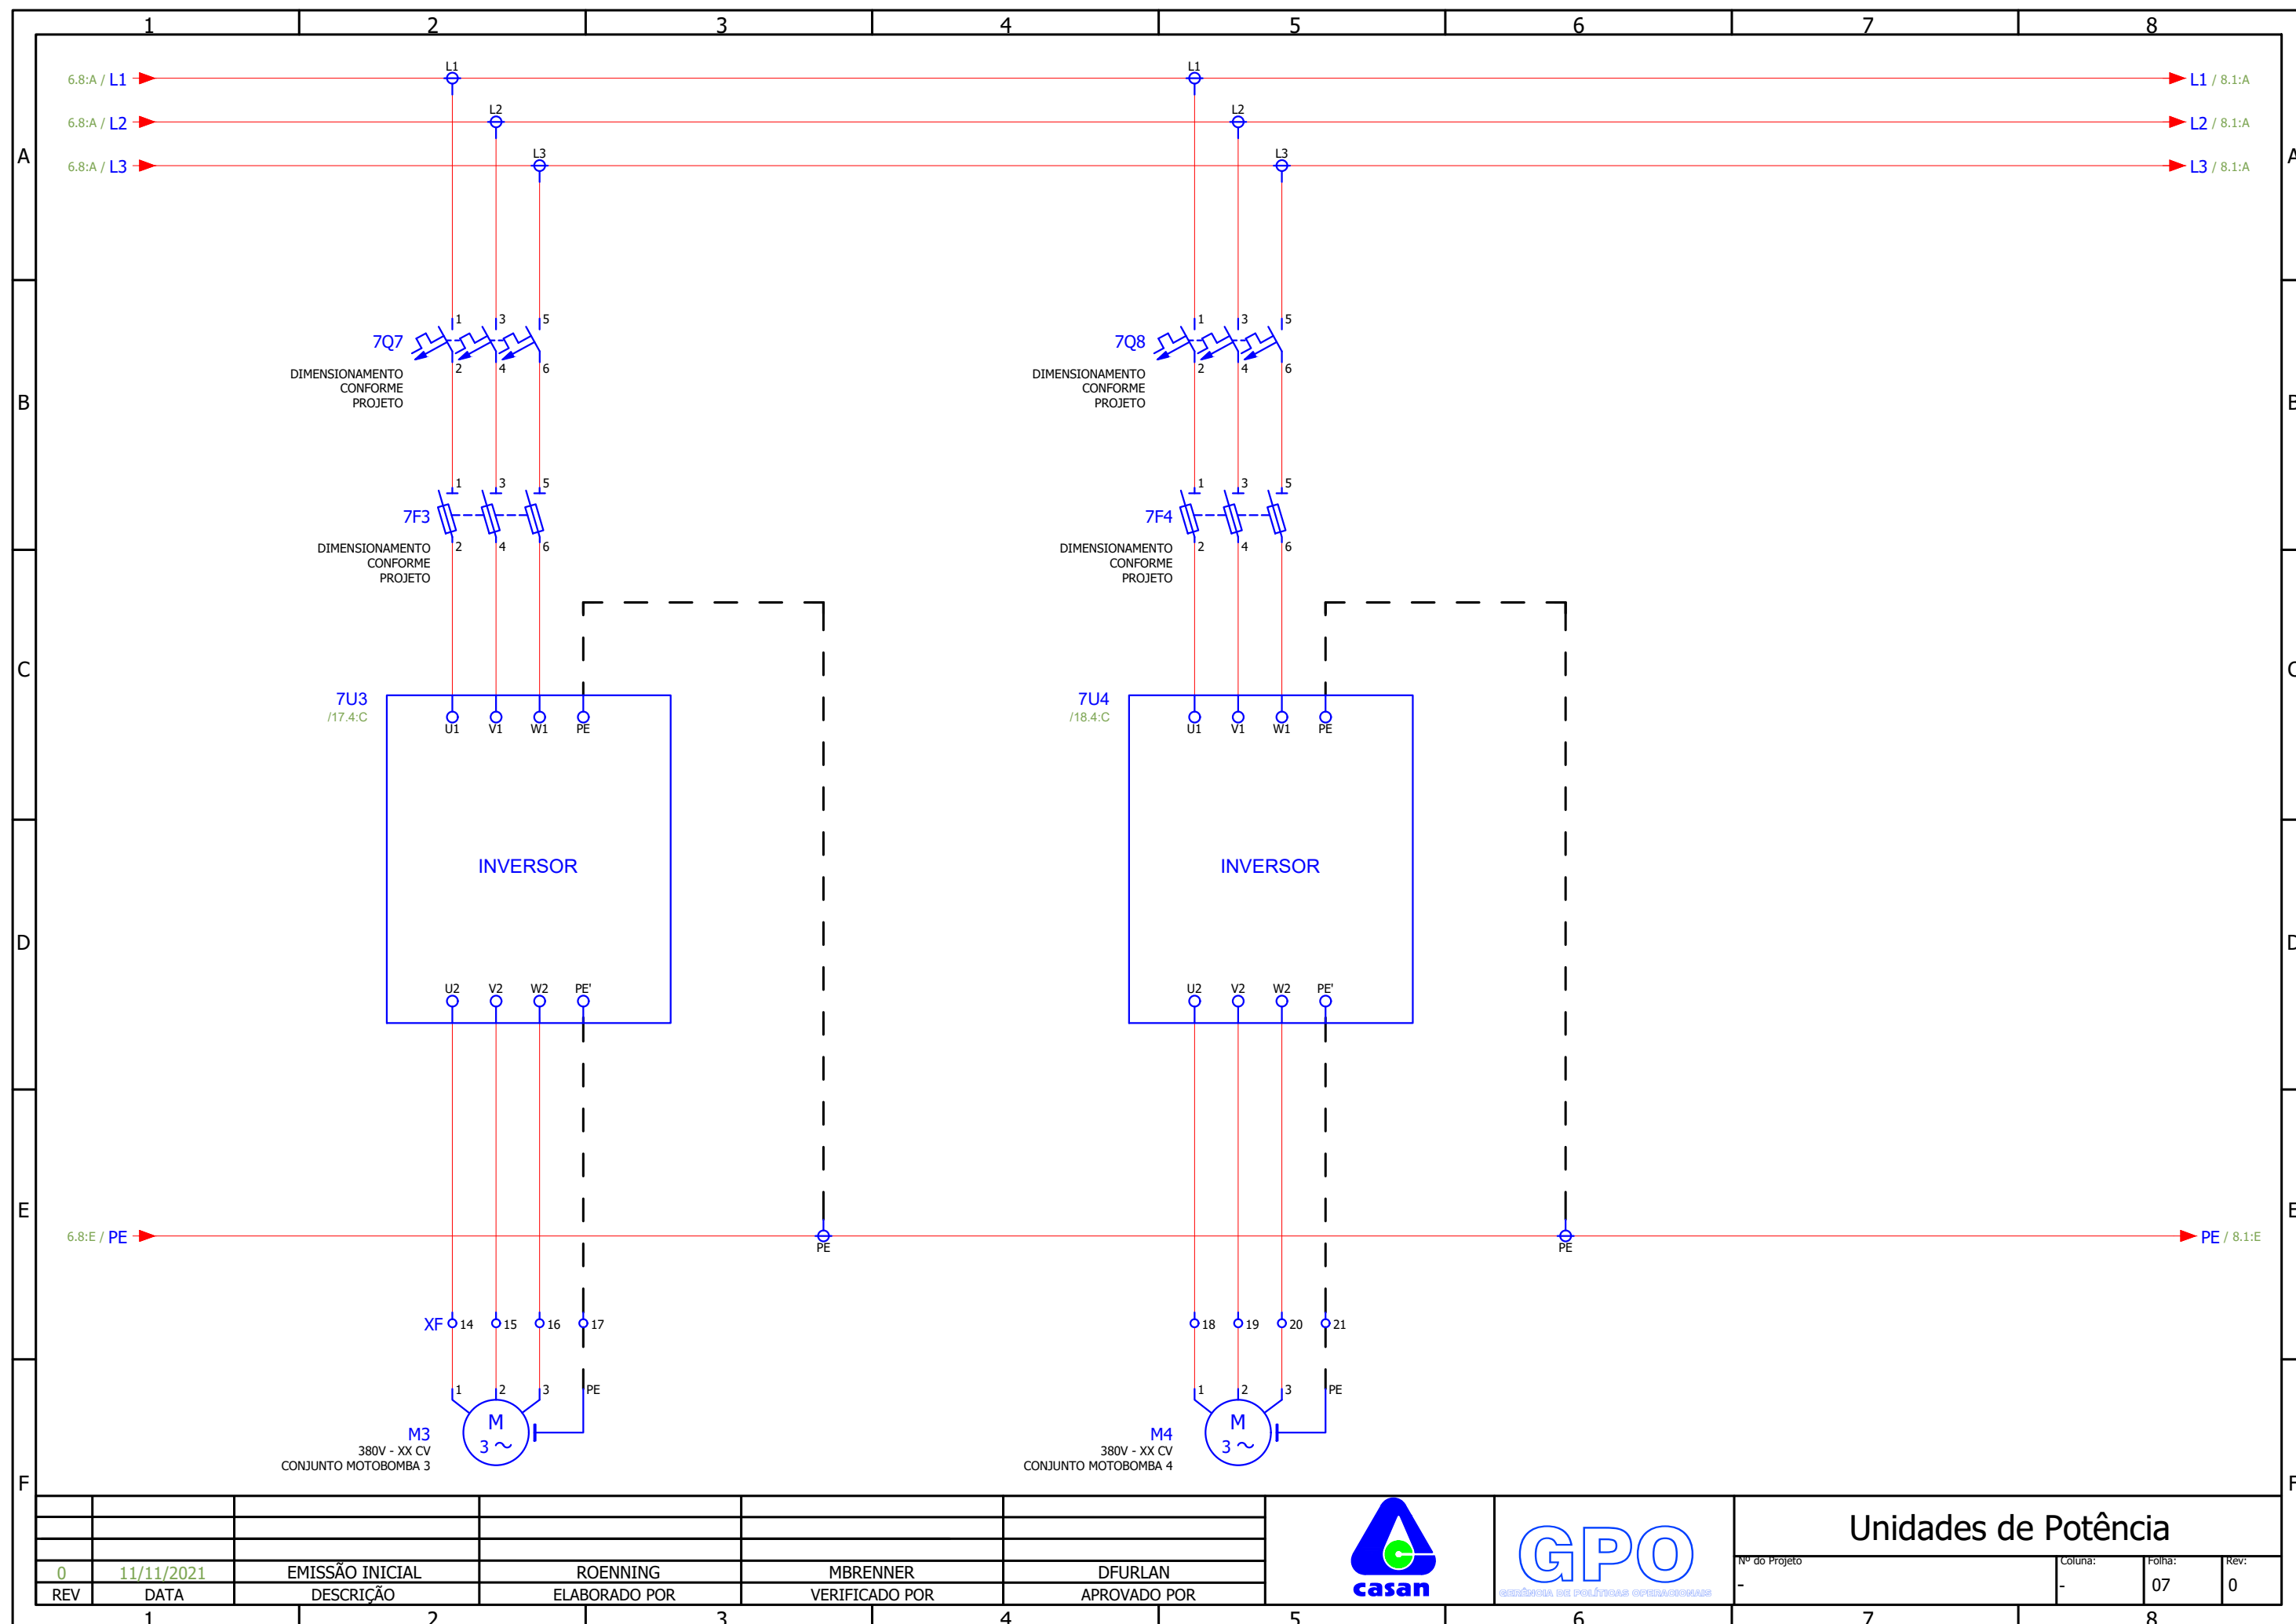 1 2 3 4 5 6 7 8
L1 L1
6.8:A / L1 L1 / 8.1:A
L2 L2
6.8:A / L2 L2 / 8.1:A
L3 L3
A A
6.8:A / L3 L3 / 8.1:A
1 3 5 1 3 5
7Q7 7Q8
2 4 6 2 4 6
DIMENSIONAMENTO DIMENSIONAMENTO
CONFORME CONFORME
PROJETO PROJETO
B B
1 3 5 1 3 5
7F3 7F4
2 4 6 2 4 6
DIMENSIONAMENTO DIMENSIONAMENTO
CONFORME CONFORME
PROJETO PROJETO
C C
7U3 7U4
/17.4:C /18.4:C
U1 V1 W1 PE U1 V1 W1 PE
INVERSOR INVERSOR
D D
U2 V2 W2 PE' U2 V2 W2 PE'
E E
6.8:E / PE PE / 8.1:E
PE PE
XF 14 15 16 17 18 19 20 21
1 2 3 PE 1 2 3 PE
M M
M3 M4
3 3
380V - XX CV 380V - XX CV
CONJUNTO MOTOBOMBA 3 CONJUNTO MOTOBOMBA 4
F F
0 11/11/2021 EMISSÃO INICIAL ROENNING MBRENNER DFURLAN
REV DATA DESCRIÇÃO ELABORADO POR VERIFICADO POR APROVADO POR
casan
GPO
GERÊNCIA DE POLÍTICAS OPERACIONAIS
Unidades de Potência
Nº do Projeto Coluna: Folha: Rev:
- - 07 0
1 2 3 4 5 6 7 8